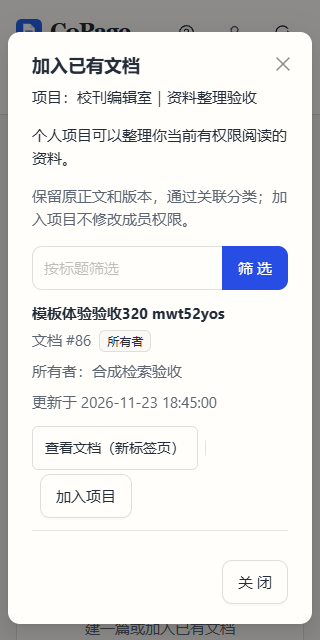 CoPage
加入已有文档
项目：校刊编辑室｜资料整理验收
个人项目可以整理你当前有权限阅读的
资料。
保留原正文和版本，通过关联分类；加
入项目不修改成员权限。
按标题筛选
筛 选
模板体验验收320 mwt52yos
文档 #86 所有者
所有者：合成检索验收
更新于 2026-11-23 18:45:00
查看文档（新标签页）
加入项目
关 闭
建一篇或加入已有文档